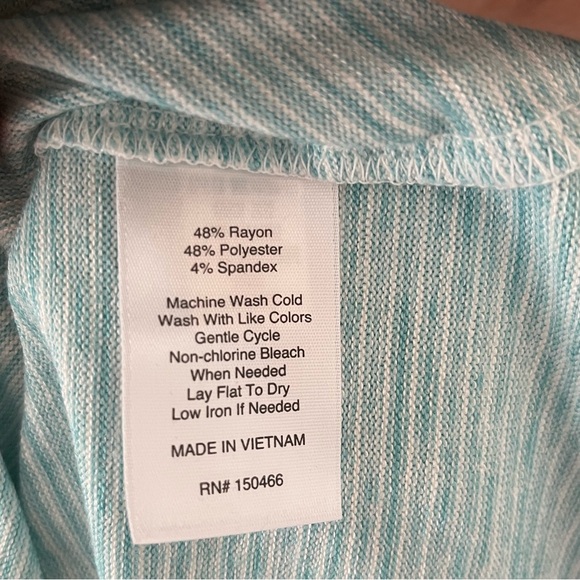 48% Rayon
48% Polyester
4% Spandex
Machine Wash Cold
Wash With Like Colors
Gentle Cycle
Non-chlorine Bleach
When Needed
Lay Flat To Dry
Low Iron If Needed
MADE IN VIETNAM
RN# 150466